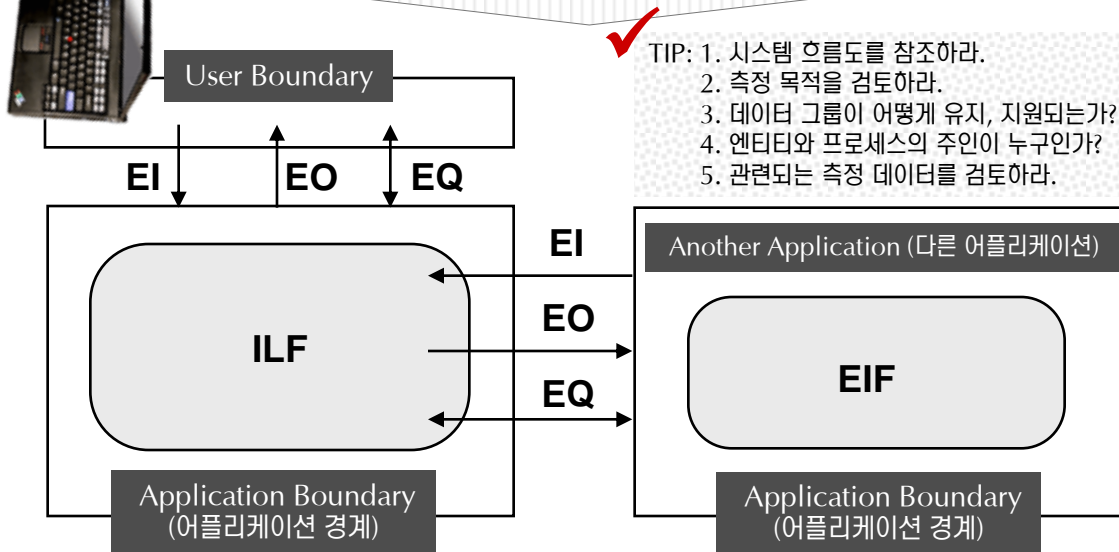 User Boundary
TIP: 1. 시스템 흐름도를 참조하라.
2. 측정 목적을 검토하라.
3. 데이터 그룹이 어떻게 유지, 지원되는가?
4. 엔티티와 프로세스의 주인이 누구인가?
5. 관련되는 측정 데이터를 검토하라.
EI
EO
EQ
EI
EO
EQ
Another Application (다른 어플리케이션)
ILF
EIF
Application Boundary
(어플리케이션 경계)
Application Boundary
(어플리케이션 경계)